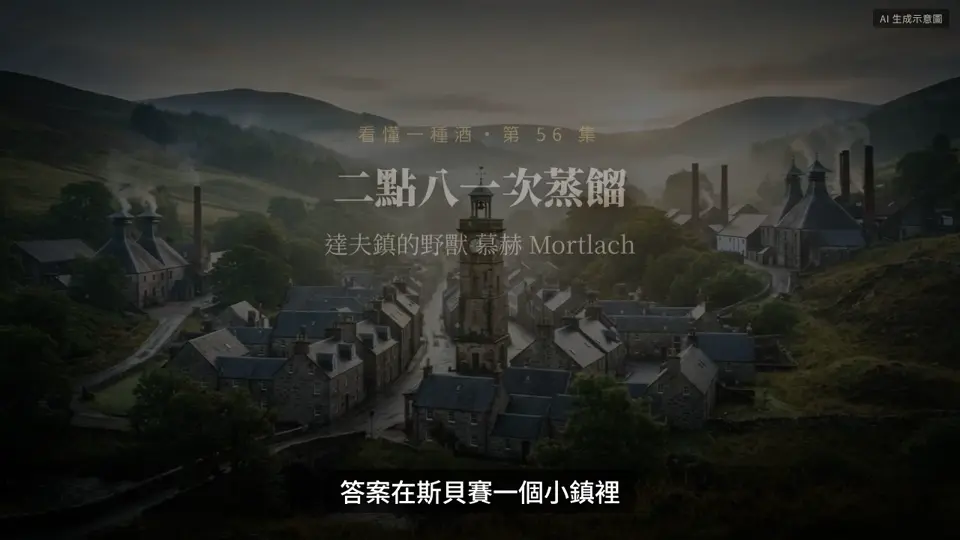 AI 生成示意圖
看懂一種酒・第 56 集
二點八一次蒸餾
達夫鎮的野獸 慕赫 Mortlach
答案在斯貝賽一個小鎮裡